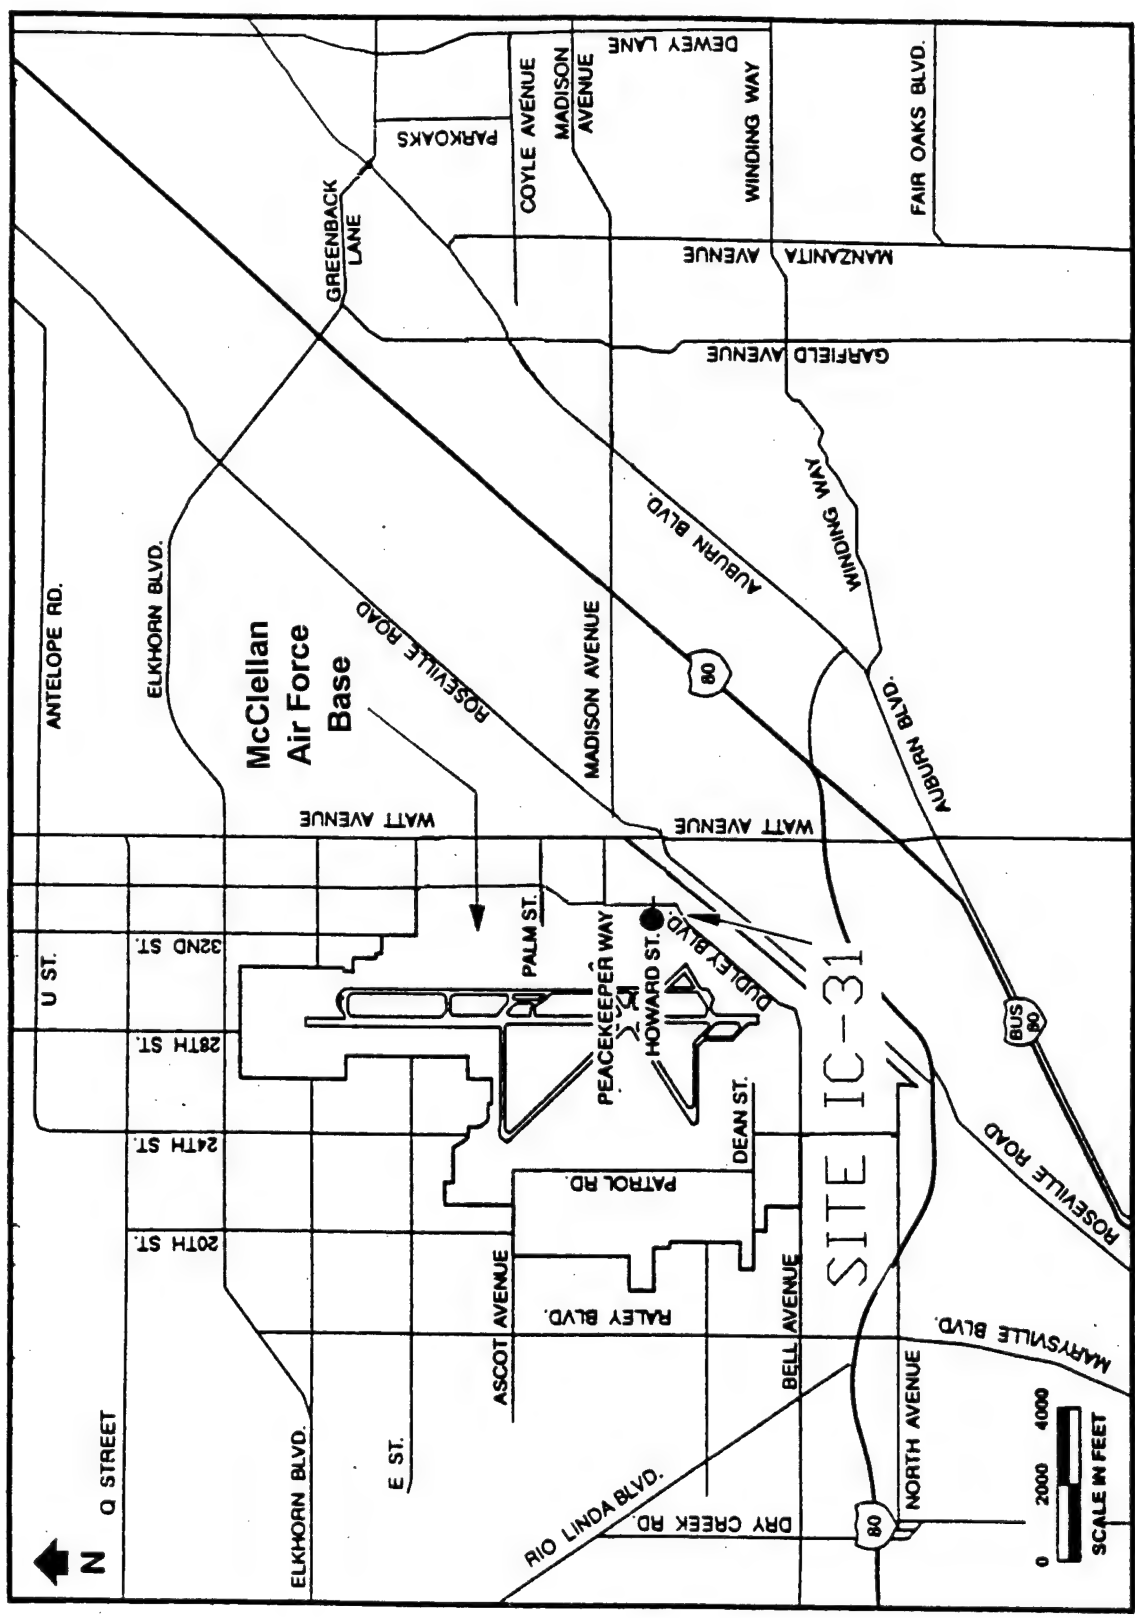 N
Q STREET
ELKHORN BLVD.
E ST.
ASCOT AVENUE
RIO LINDA BLVD.
DRY CREEK RD.
BELL AVENUE
80
NORTH AVENUE
0 2000 4000
SCALE IN FEET
MARYSVILLE BLVD.
RALEY BLVD.
20TH ST.
24TH ST.
28TH ST.
32ND ST.
U ST.
PATROL RD.
DEAN ST.
PALM ST.
PEACEKEEPER WAY
HOWARD ST.
DUDLEY BLVD.
SITE IC-31
ROSEVILLE ROAD
BUS
80
WATT AVENUE
WATT AVENUE
McClellan
Air Force
Base
ANTELOPE RD.
ELKHORN BLVD.
ROSEVILLE ROAD
MADISON AVENUE
80
AUBURN BLVD.
AUBURN BLVD.
WINDING WAY
GREENBACK
LANE
GARFIELD AVENUE
MANZANITA AVENUE
PARKOAKS
COYLE AVENUE
MADISON
AVENUE
DEWEY LANE
WINDING WAY
FAIR OAKS BLVD.